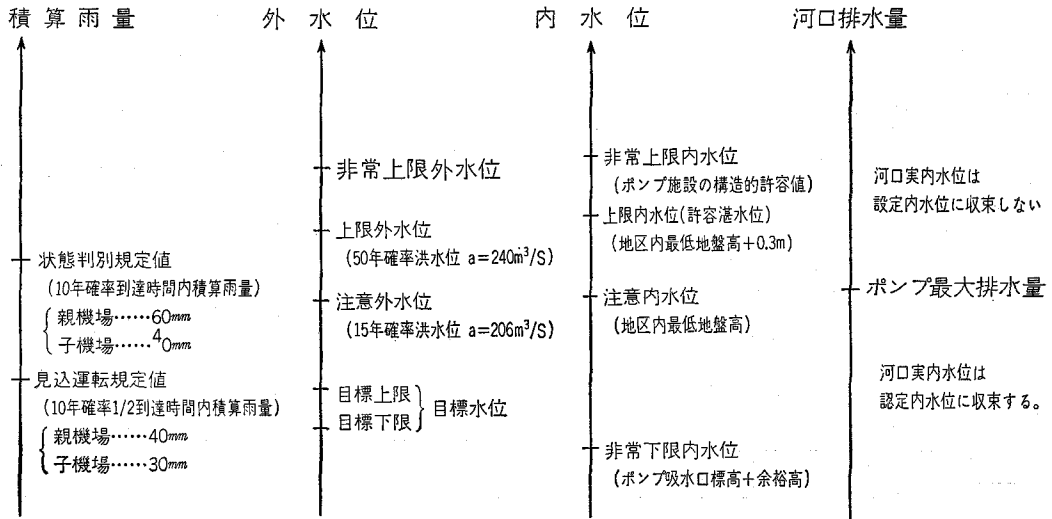 積算雨量
状態判別規定値
(10年確率到達時間内積算雨量)
親機場……60mm
子機場……40mm
見込運転規定値
(10年確率1/2到達時間内積算雨量)
親機場……40mm
子機場……30mm
外水位
非常上限外水位
上限外水位
(50年確率洪水位 a=240m³/S)
注意外水位
(15年確率洪水位 a=206m³/S)
目標上限
目標下限
目標水位
内水位
非常上限内水位
(ポンプ施設の構造的許容値)
上限内水位(許容湛水位)
(地区内最低地盤高+0.3m)
注意内水位
(地区内最低地盤高)
非常下限内水位
(ポンプ吸水口標高+余裕高)
河口排水量
河口実内水位は
設定内水位に収束しない
ポンプ最大排水量
河口実内水位は
認定内水位に収束する。